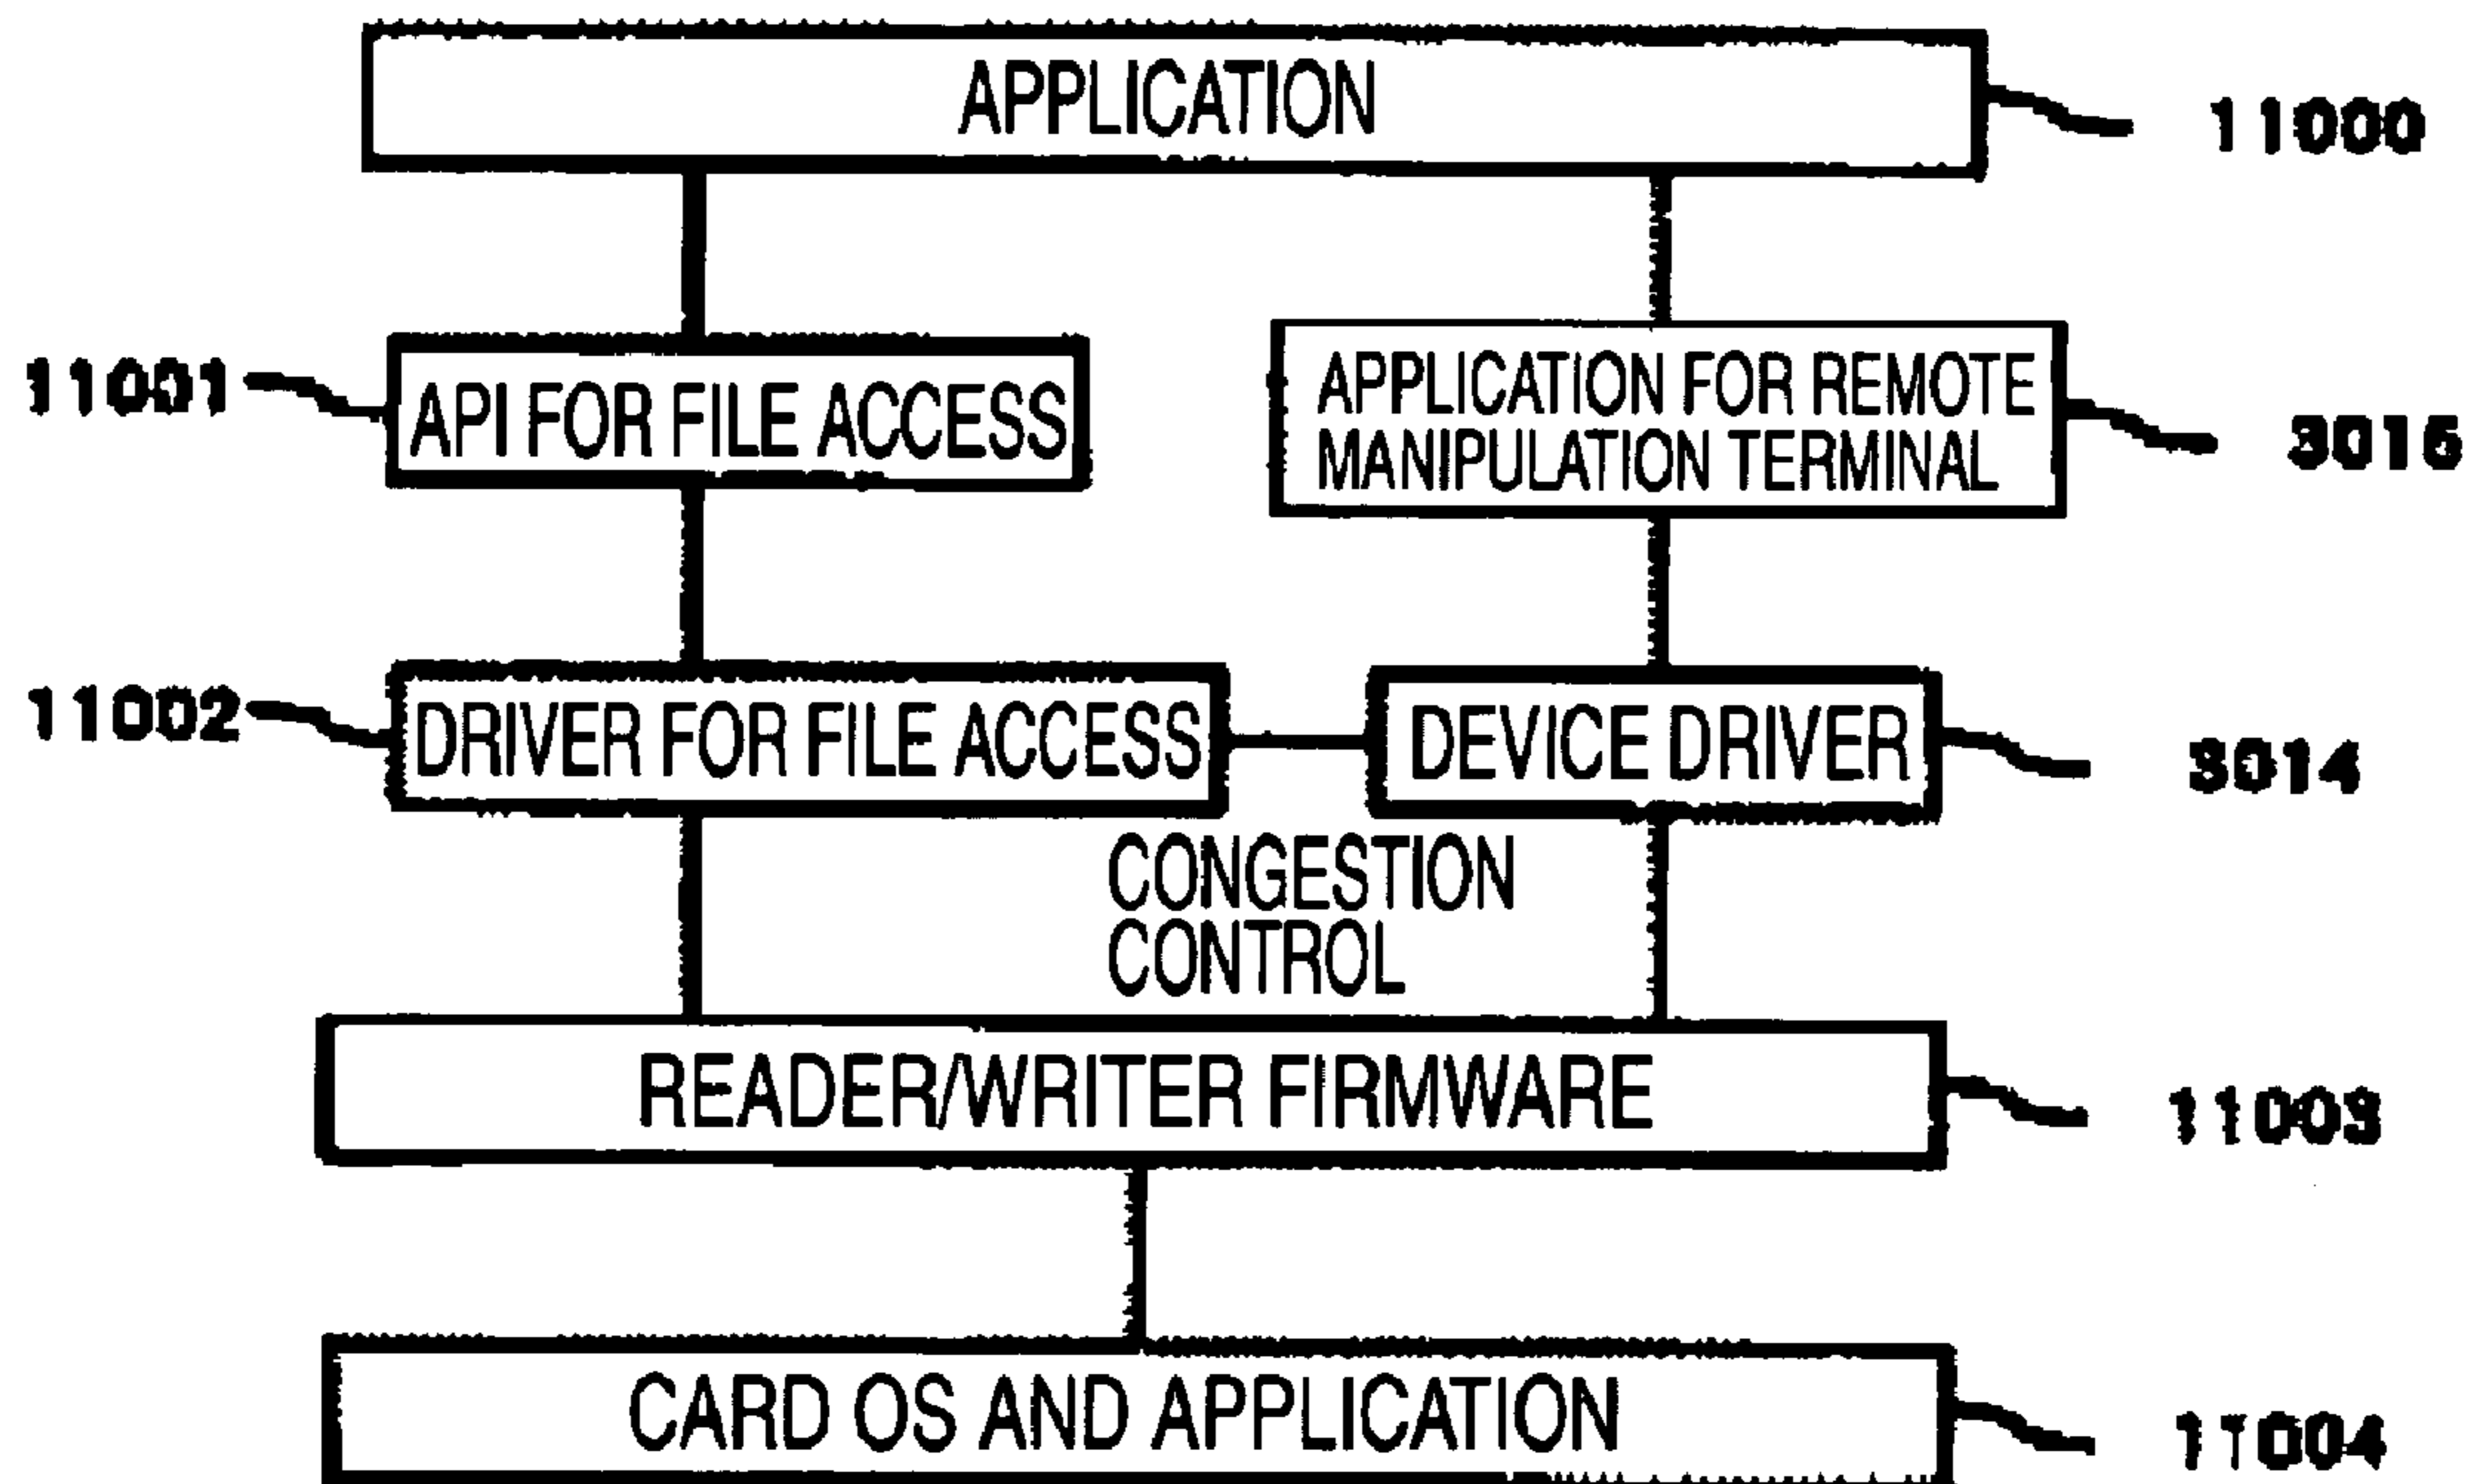 APPLICATION
11000
11001
API FOR FILE ACCESS
APPLICATION FOR REMOTE
MANIPULATION TERMINAL
3015
11002
DRIVER FOR FILE ACCESS
DEVICE DRIVER
3014
CONGESTION
CONTROL
READER/WRITER FIRMWARE
11003
CARD OS AND APPLICATION
11004